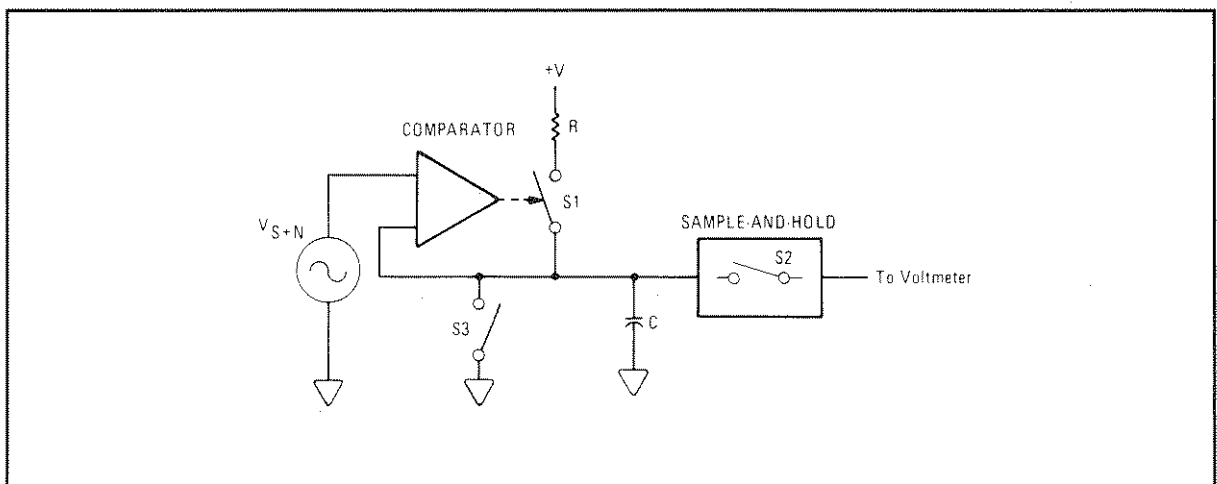 +V
R
COMPARATOR
S1
SAMPLE-AND-HOLD
S2
V S+N
To Voltmeter
S3
C